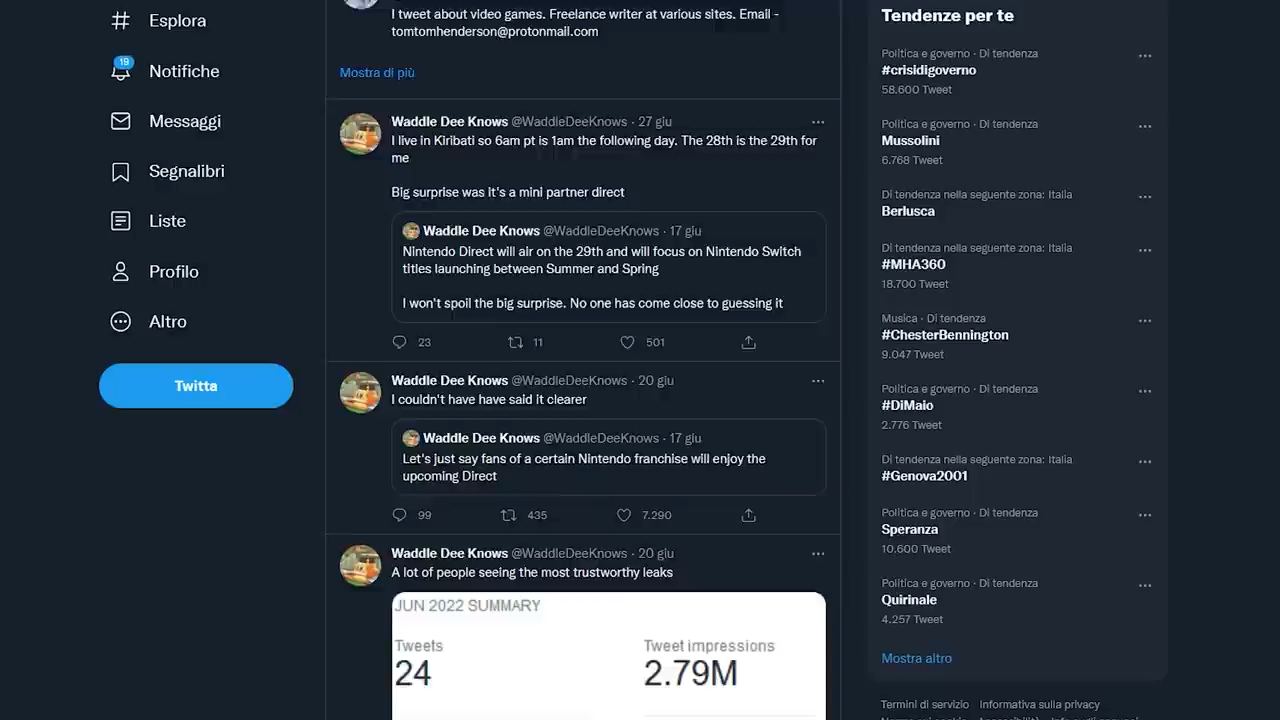 Esplora
19
Notifiche
Messaggi
Segnalibri
Liste
Profilo
Altro
Twitta
I tweet about video games. Freelance writer at various sites. Email -
tomtomhenderson@protonmail.com
Mostra di più
Waddle Dee Knows @WaddleDeeKnows · 27 giu
I live in Kiribati so 6am pt is 1am the following day. The 28th is the 29th for
me
Big surprise was it's a mini partner direct
Waddle Dee Knows @WaddleDeeKnows · 17 giu
Nintendo Direct will air on the 29th and will focus on Nintendo Switch
titles launching between Summer and Spring
I won't spoil the big surprise. No one has come close to guessing it
23 11 501
Waddle Dee Knows @WaddleDeeKnows · 20 giu
I couldn't have have said it clearer
Waddle Dee Knows @WaddleDeeKnows · 17 giu
Let's just say fans of a certain Nintendo franchise will enjoy the
upcoming Direct
99 435 7.290
Waddle Dee Knows @WaddleDeeKnows · 20 giu
A lot of people seeing the most trustworthy leaks
JUN 2022 SUMMARY
Tweets Tweet impressions
24 2.79M
Tendenze per te
Politica e governo · Di tendenza
#crisidigoverno
58.600 Tweet
Politica e governo · Di tendenza
Mussolini
6.768 Tweet
Di tendenza nella seguente zona: Italia
Berlusca
Di tendenza nella seguente zona: Italia
#MHA360
18.700 Tweet
Musica · Di tendenza
#ChesterBennington
9.047 Tweet
Politica e governo · Di tendenza
#DiMaio
2.776 Tweet
Di tendenza nella seguente zona: Italia
#Genova2001
Politica e governo · Di tendenza
Speranza
10.600 Tweet
Politica e governo · Di tendenza
Quirinale
4.257 Tweet
Mostra altro
Termini di servizio Informativa sulla privacy